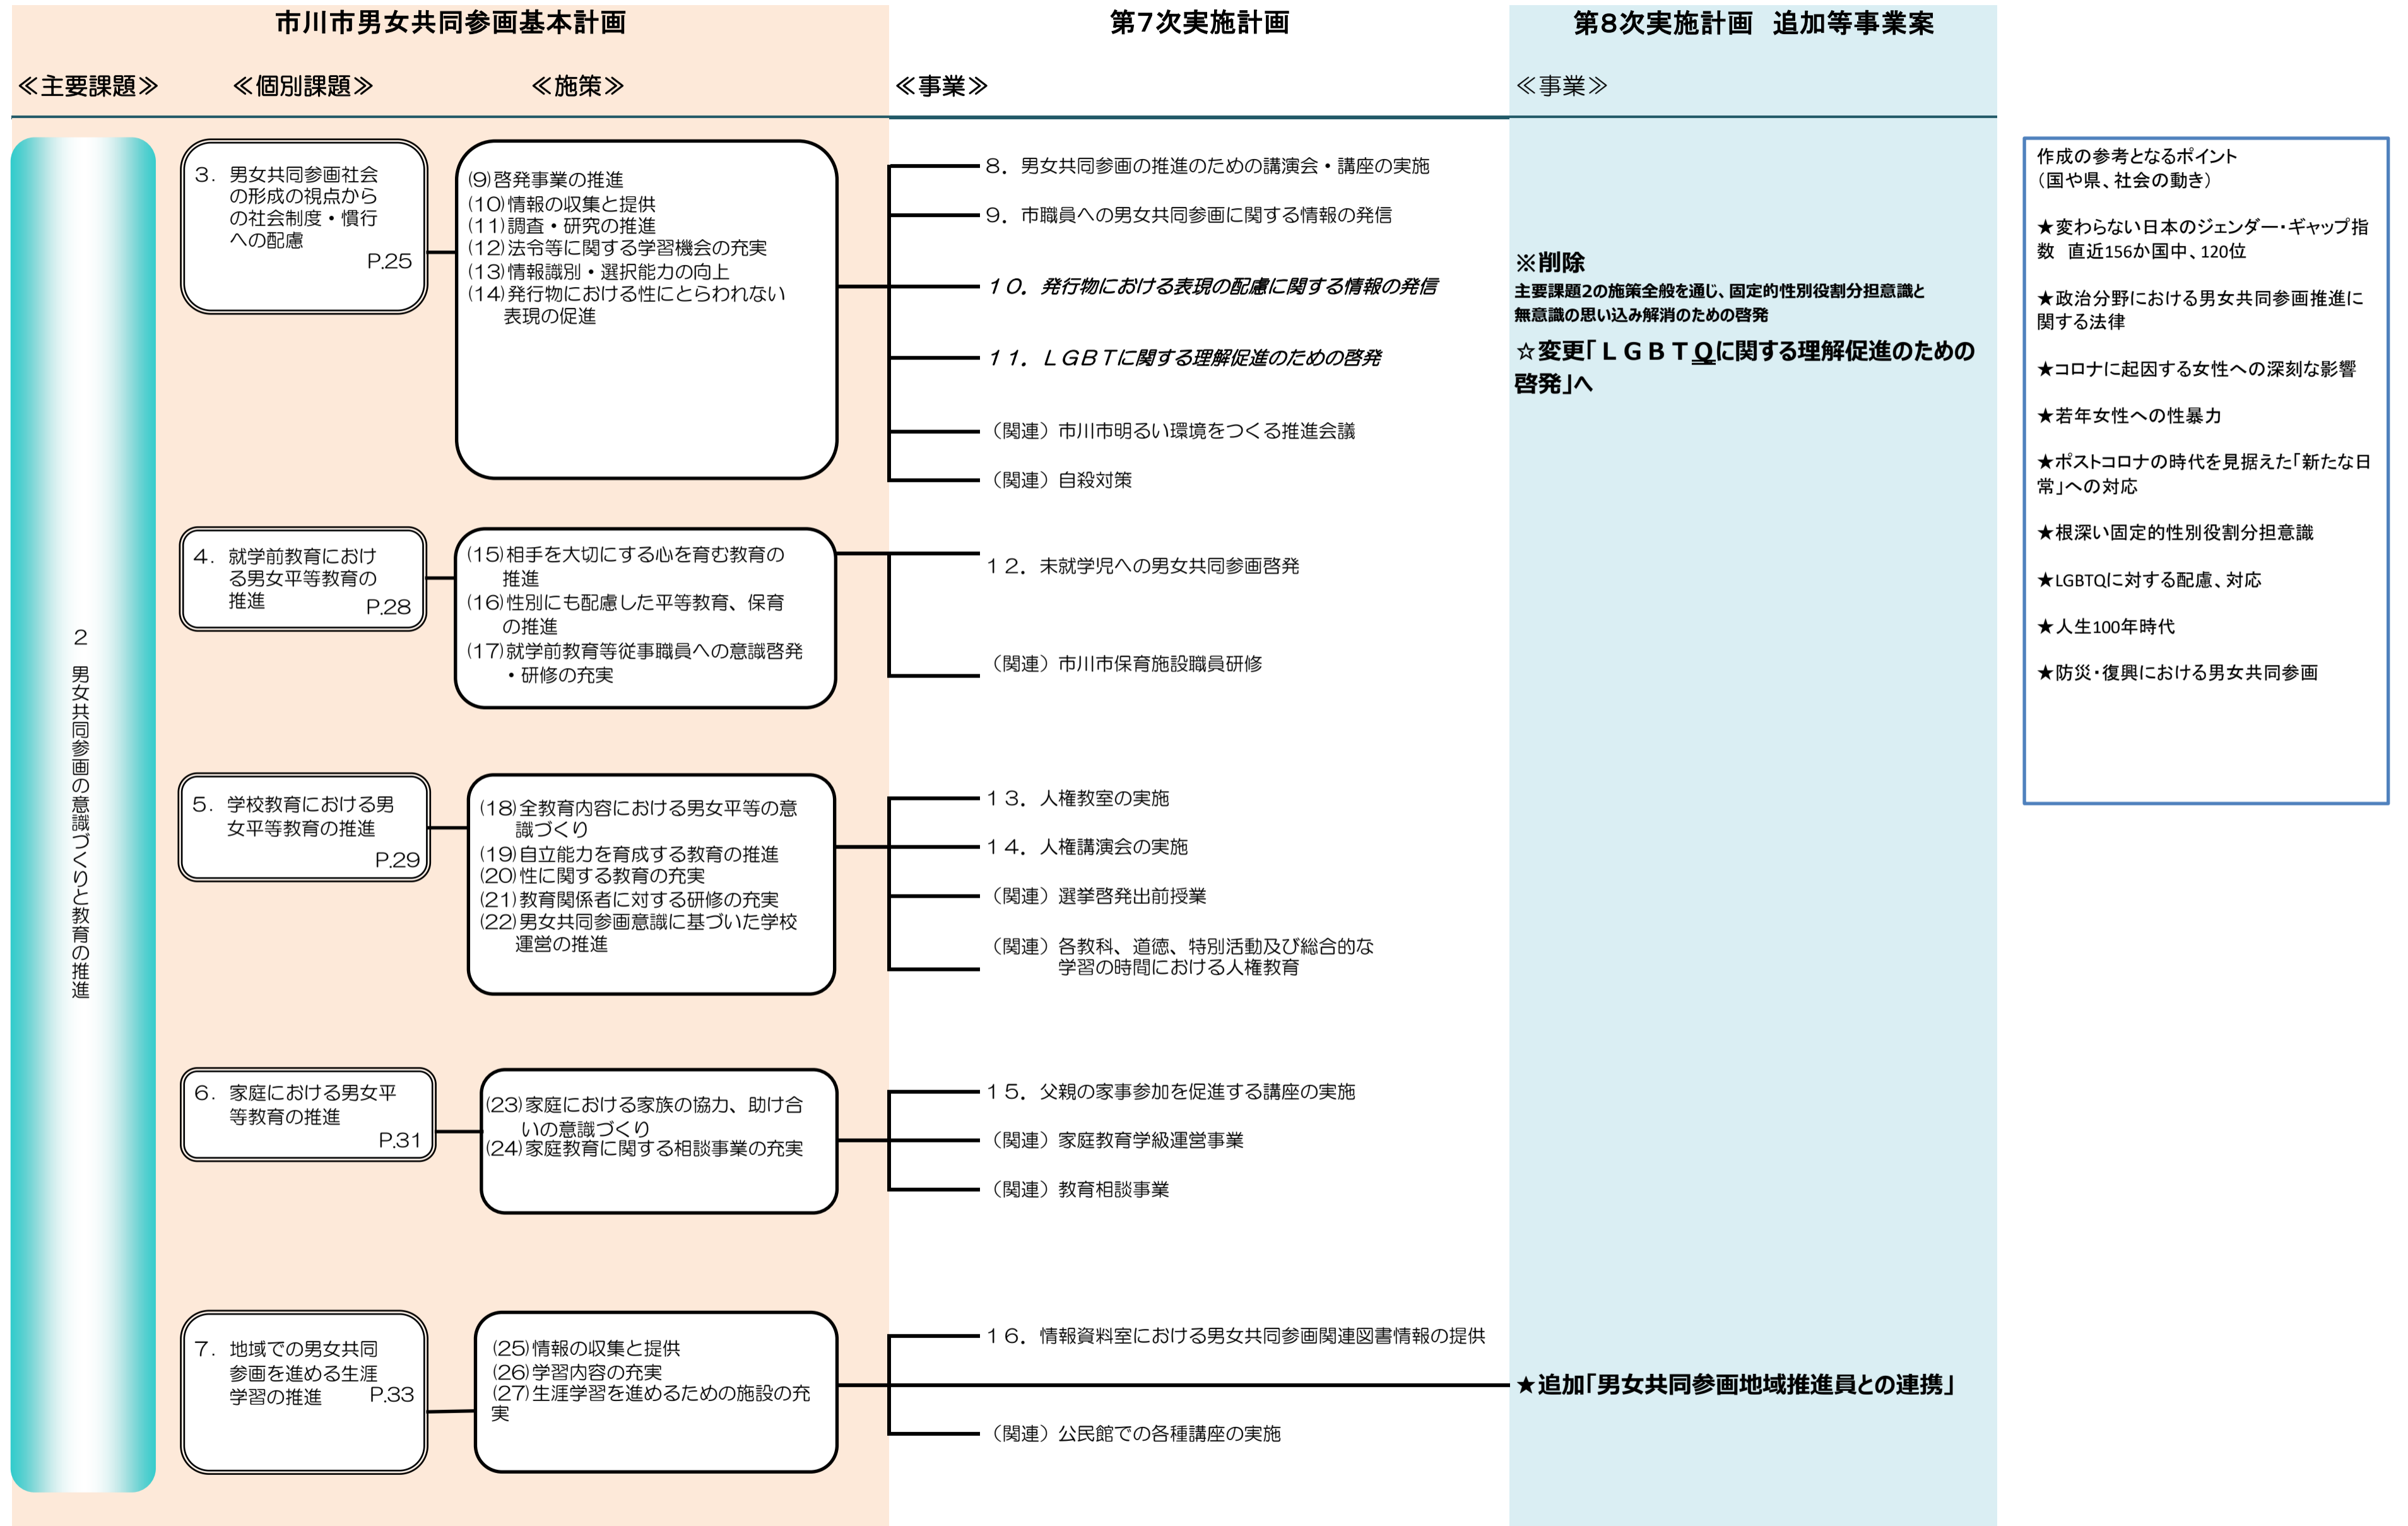 市川市男女共同参画基本計画
第7次実施計画
第8次実施計画　追加等事業案
≪主要課題≫
≪個別課題≫
≪施策≫
≪事業≫
≪事業≫
2　男女共同参画の意識づくりと教育の推進
3．男女共同参画社会
の形成の視点から
の社会制度・慣行
への配慮
P.25
(9)啓発事業の推進
(10)情報の収集と提供
(11)調査・研究の推進
(12)法令等に関する学習機会の充実
(13)情報識別・選択能力の向上
(14)発行物における性にとらわれない
表現の促進
8．男女共同参画の推進のための講演会・講座の実施
9．市職員への男女共同参画に関する情報の発信
１０．発行物における表現の配慮に関する情報の発信
１１．ＬＧＢＴに関する理解促進のための啓発
（関連）市川市明るい環境をつくる推進会議
（関連）自殺対策
※削除
主要課題2の施策全般を通じ、固定的性別役割分担意識と
無意識の思い込み解消のための啓発
☆変更「ＬＧＢＴＱに関する理解促進のための
啓発」へ
4．就学前教育におけ
る男女平等教育の
推進
P.28
(15)相手を大切にする心を育む教育の
推進
(16)性別にも配慮した平等教育、保育
の推進
(17)就学前教育等従事職員への意識啓発
・研修の充実
１２．未就学児への男女共同参画啓発
（関連）市川市保育施設職員研修
5．学校教育における男
女平等教育の推進
P.29
(18)全教育内容における男女平等の意
識づくり
(19)自立能力を育成する教育の推進
(20)性に関する教育の充実
(21)教育関係者に対する研修の充実
(22)男女共同参画意識に基づいた学校
運営の推進
１３．人権教室の実施
１４．人権講演会の実施
（関連）選挙啓発出前授業
（関連）各教科、道徳、特別活動及び総合的な
学習の時間における人権教育
6．家庭における男女平
等教育の推進
P.31
(23)家庭における家族の協力、助け合
いの意識づくり
(24)家庭教育に関する相談事業の充実
１５．父親の家事参加を促進する講座の実施
（関連）家庭教育学級運営事業
（関連）教育相談事業
7．地域での男女共同
参画を進める生涯
学習の推進
P.33
(25)情報の収集と提供
(26)学習内容の充実
(27)生涯学習を進めるための施設の充
実
１６．情報資料室における男女共同参画関連図書情報の提供
★追加「男女共同参画地域推進員との連携」
（関連）公民館での各種講座の実施
作成の参考となるポイント
（国や県、社会の動き）
★変わらない日本のジェンダー・ギャップ指
数　直近156か国中、120位
★政治分野における男女共同参画推進に
関する法律
★コロナに起因する女性への深刻な影響
★若年女性への性暴力
★ポストコロナの時代を見据えた「新たな日
常」への対応
★根深い固定的性別役割分担意識
★LGBTQに対する配慮、対応
★人生100年時代
★防災・復興における男女共同参画